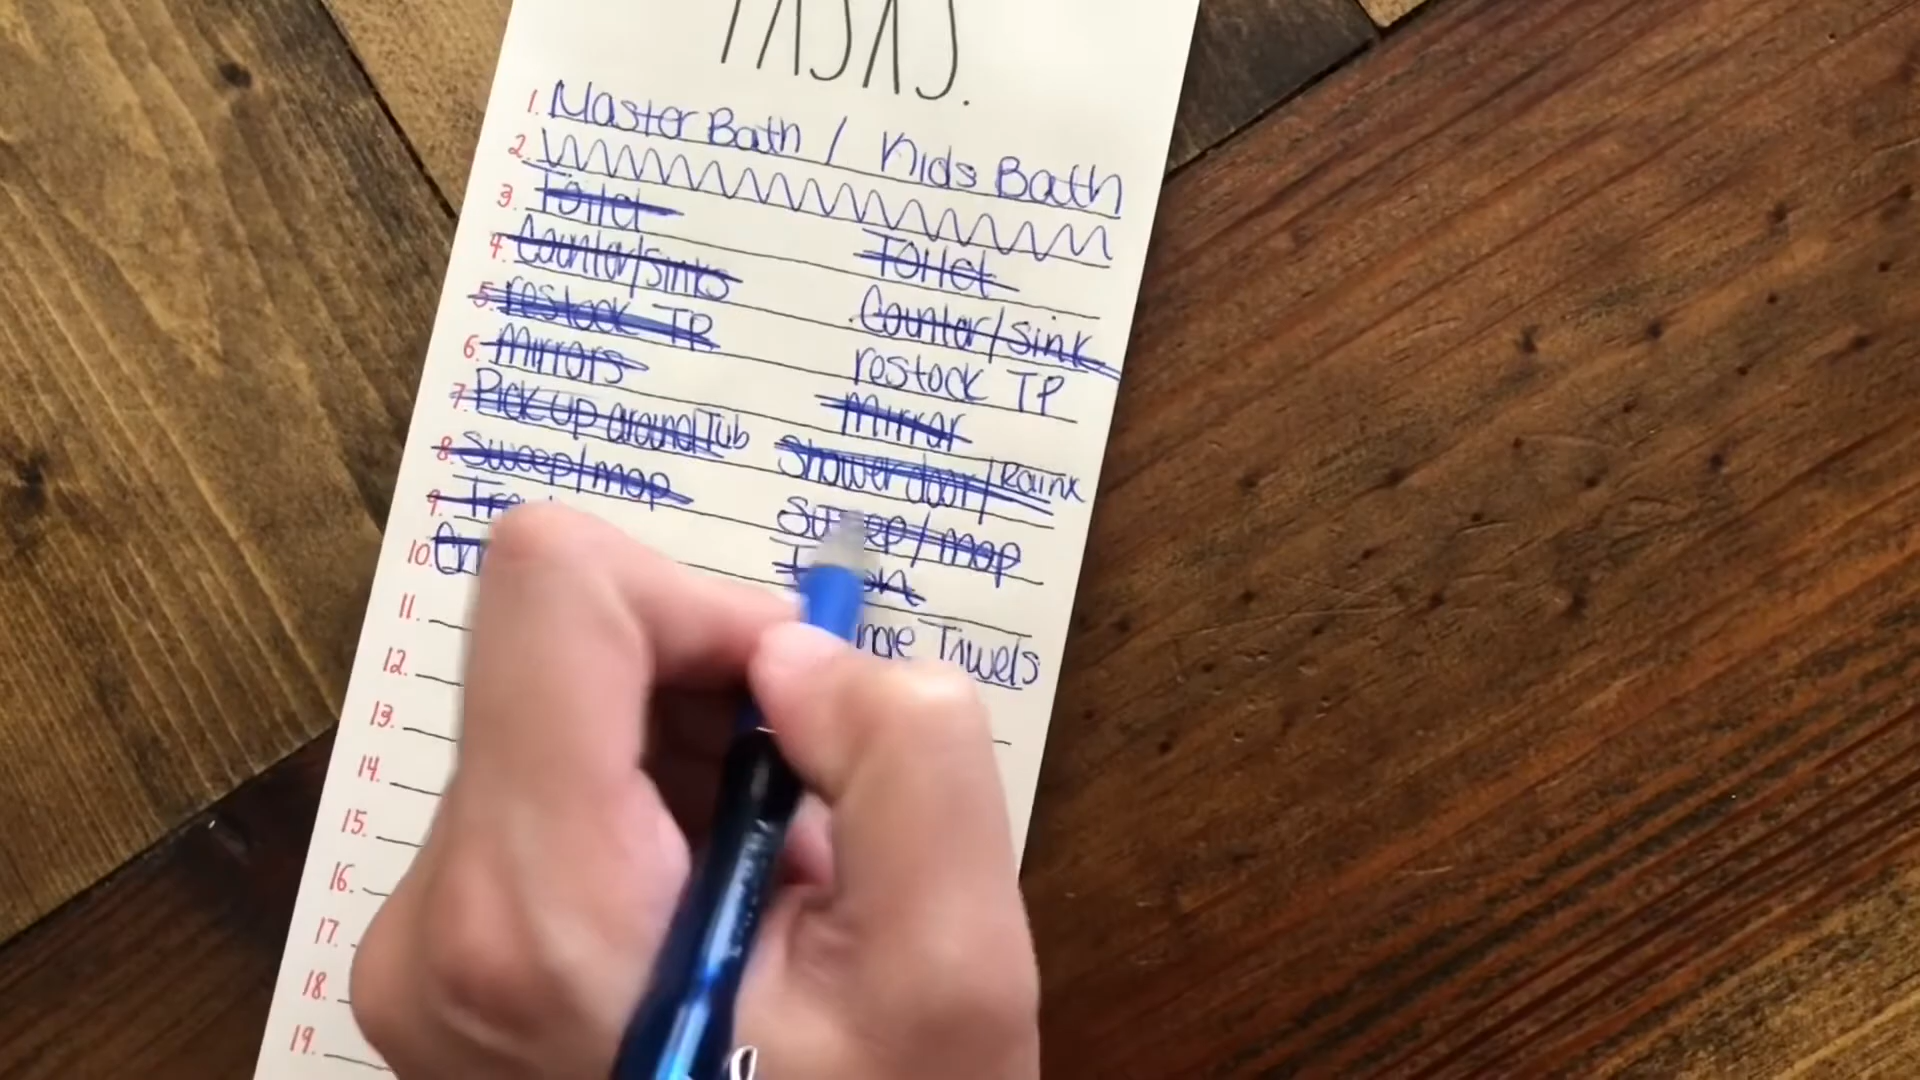 TASKS.
1. Master Bath / Kids Bath
2.
3. Toilet Toilet
4. Counter/sinks Counter/sink
5. restock TP restock TP
6. Mirrors Mirror
7. Pick up around Tub Shower door/Rainx
8. Sweep/mop Sweep/mop
9.
10. Towels
11.
12.
13.
14.
15.
16.
17.
18.
19.